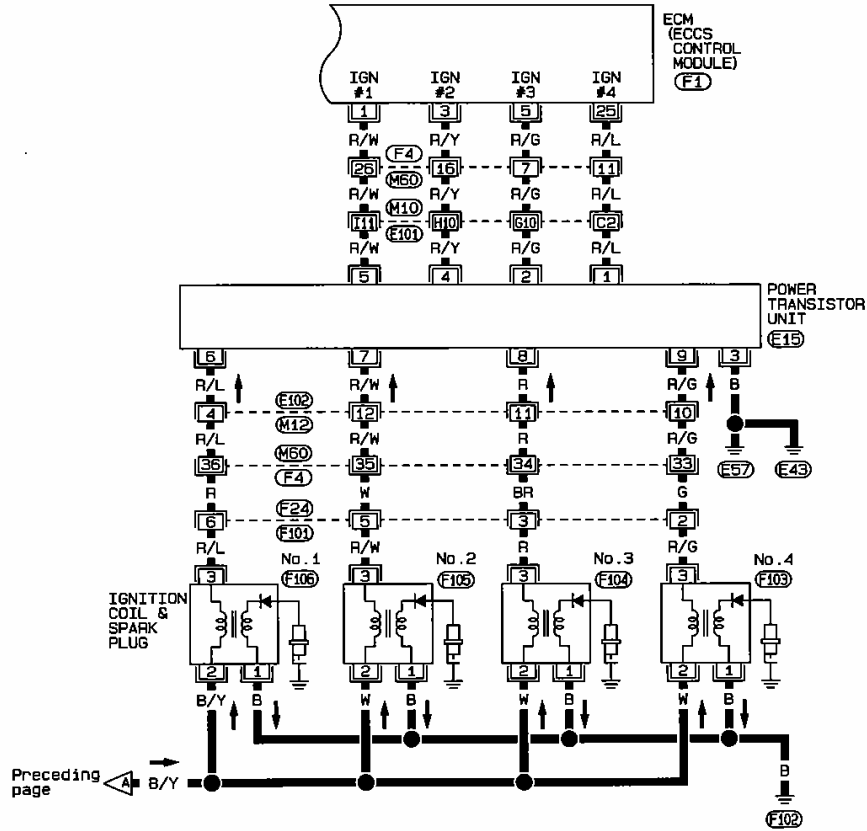 ECM
(ECCS
CONTROL
MODULE)
F1
IGN #1 IGN #2 IGN #3 IGN #4
1 3 5 25
R/W R/Y R/G R/L
F4
26 16 7 11
M60
R/W R/Y R/G R/L
M10
I11 H10 G10 C2
E101
R/W R/Y R/G R/L
5 4 2 1
POWER
TRANSISTOR
UNIT
E15
6 7 8 9 3
R/L R/W R R/G B
E102
4 12 11 10
M12
R/L R/W R R/G
M60
36 35 34 33
E57 E43
F4
R W BR G
F24
6 5 3 2
F101
R/L R/W R R/G
No.1 No.2 No.3 No.4
3 F106 3 F105 3 F104 3 F103
IGNITION
COIL &
SPARK
PLUG
2 1 2 1 2 1 2 1
B/Y B W B W B W B
Preceding
page
A B/Y
B
F102